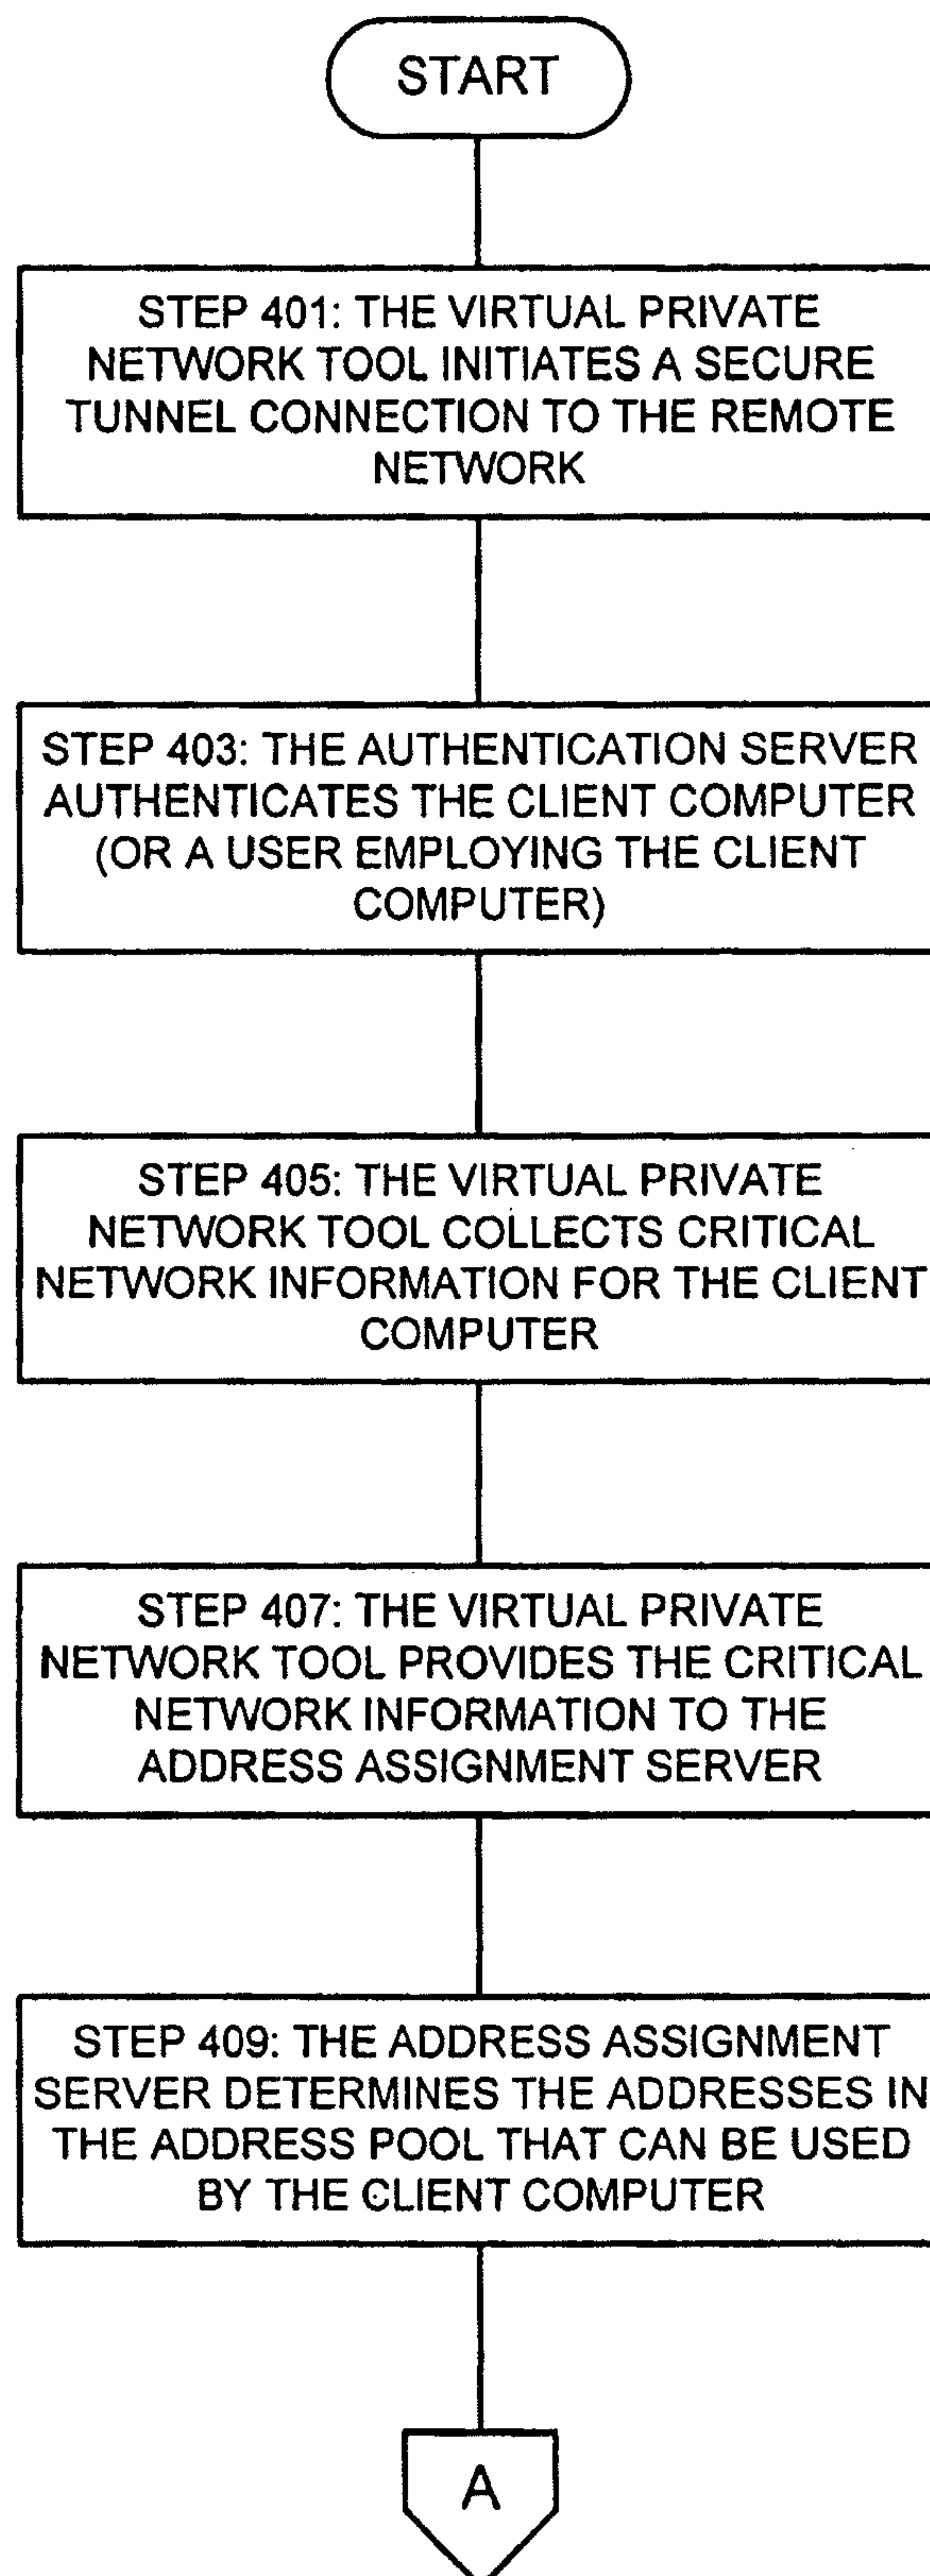 START
STEP 401: THE VIRTUAL PRIVATE
NETWORK TOOL INITIATES A SECURE
TUNNEL CONNECTION TO THE REMOTE
NETWORK
STEP 403: THE AUTHENTICATION SERVER
AUTHENTICATES THE CLIENT COMPUTER
(OR A USER EMPLOYING THE CLIENT
COMPUTER)
STEP 405: THE VIRTUAL PRIVATE
NETWORK TOOL COLLECTS CRITICAL
NETWORK INFORMATION FOR THE CLIENT
COMPUTER
STEP 407: THE VIRTUAL PRIVATE
NETWORK TOOL PROVIDES THE CRITICAL
NETWORK INFORMATION TO THE
ADDRESS ASSIGNMENT SERVER
STEP 409: THE ADDRESS ASSIGNMENT
SERVER DETERMINES THE ADDRESSES IN
THE ADDRESS POOL THAT CAN BE USED
BY THE CLIENT COMPUTER
A